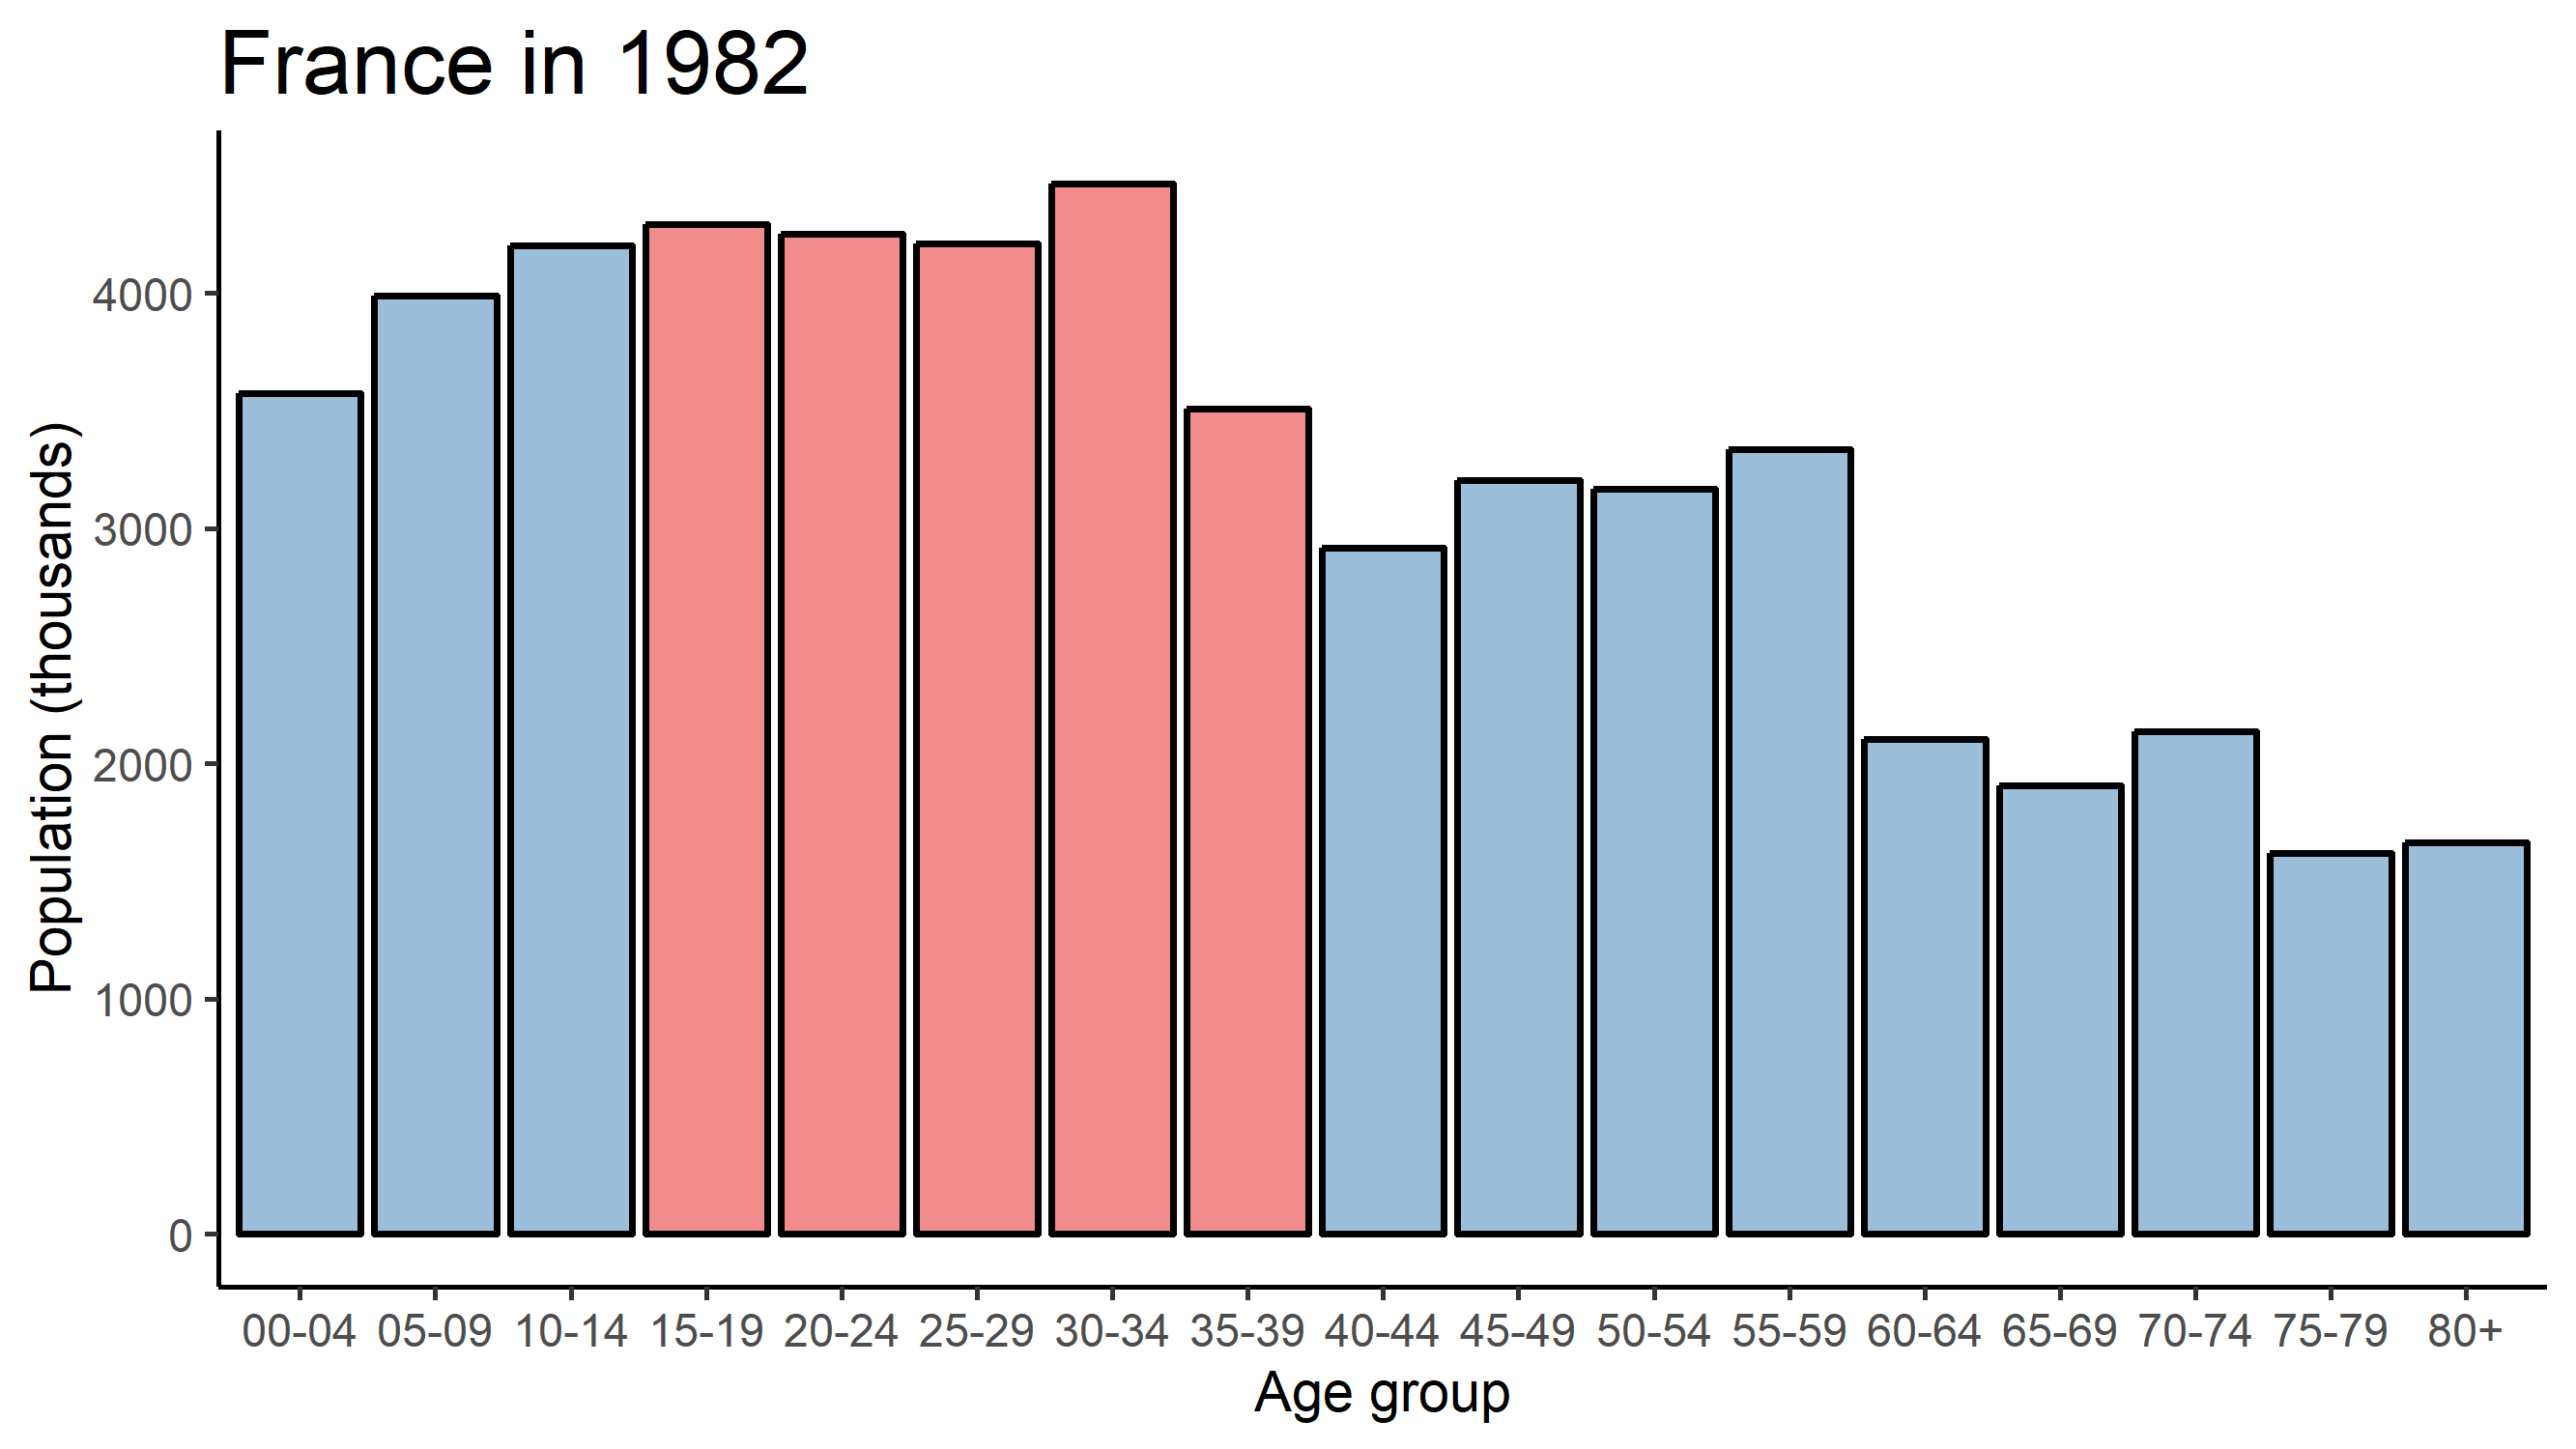 France in 1982
Population (thousands)
4000
3000
2000
1000
0
00-04 05-09 10-14 15-19 20-24 25-29 30-34 35-39 40-44 45-49 50-54 55-59 60-64 65-69 70-74 75-79 80+
Age group